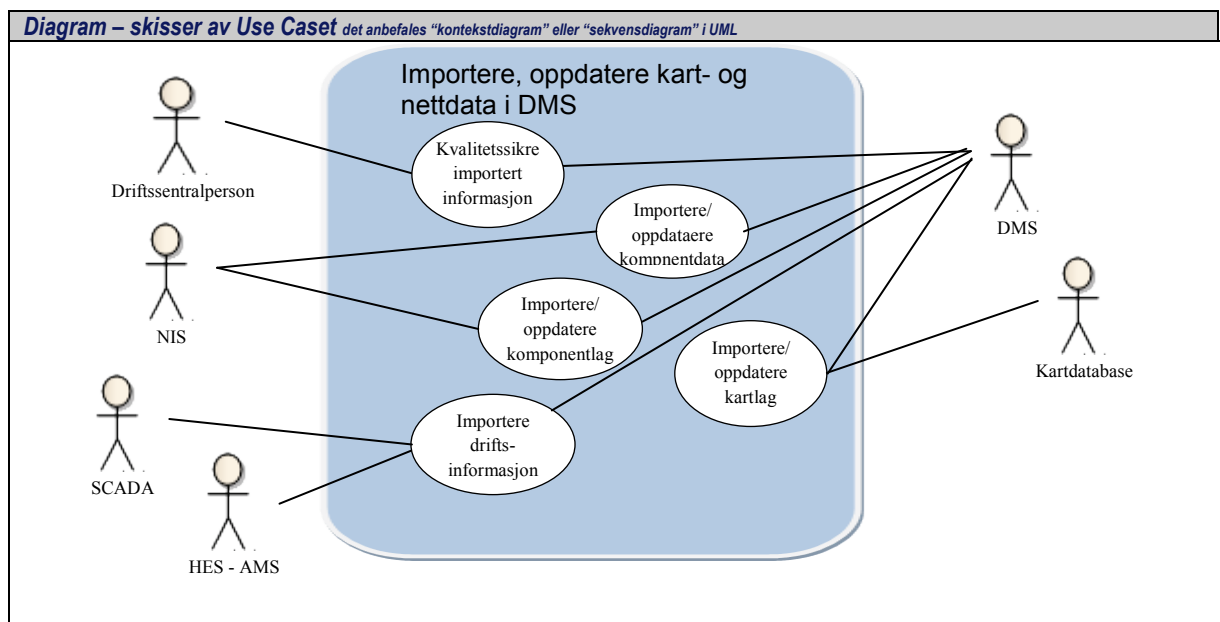 Diagram – skisser av Use Caset det anbefales “kontekstdiagram” eller “sekvensdiagram” i UML
Importere, oppdatere kart- og
nettdata i DMS
Driftssentralperson
Kvalitetssikre
importert
informasjon
DMS
NIS
Importere/
oppdataere
kompnentdata
Importere/
oppdatere
komponentlag
Importere/
oppdatere
kartlag
Kartdatabase
SCADA
Importere
drifts-
informasjon
HES - AMS